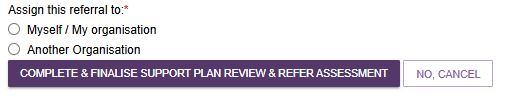 Assign this referral to:*
Myself / My organisation
Another Organisation
COMPLETE & FINALISE SUPPORT PLAN REVIEW & REFER ASSESSMENT NO, CANCEL